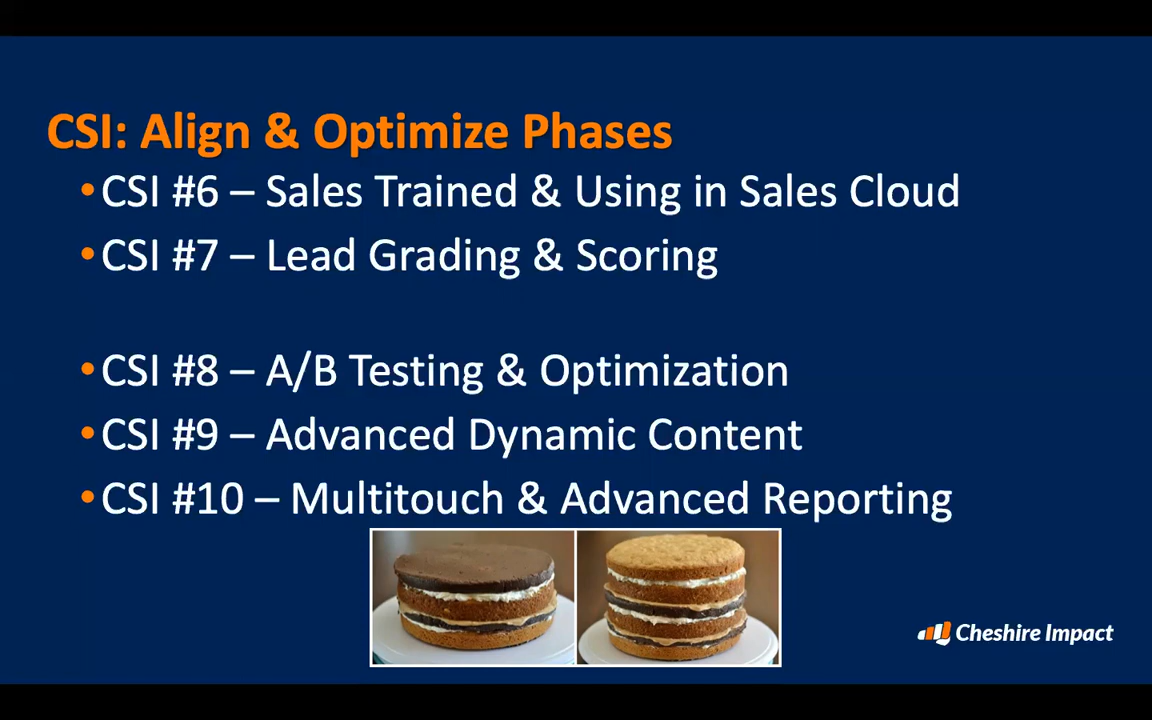 CSI: Align & Optimize Phases
•CSI #6 – Sales Trained & Using in Sales Cloud
•CSI #7 – Lead Grading & Scoring
•CSI #8 – A/B Testing & Optimization
•CSI #9 – Advanced Dynamic Content
•CSI #10 – Multitouch & Advanced Reporting
Cheshire Impact